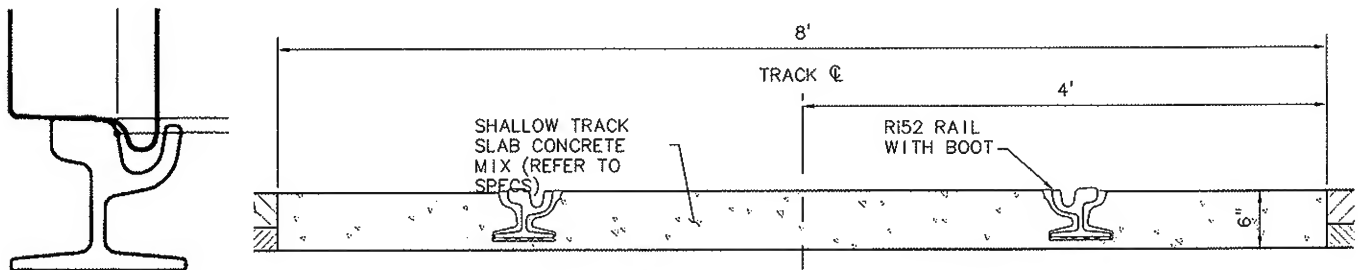 8'
TRACK ℄
4'
SHALLOW TRACK
SLAB CONCRETE
MIX (REFER TO
SPECS)
Ri52 RAIL
WITH BOOT
6"